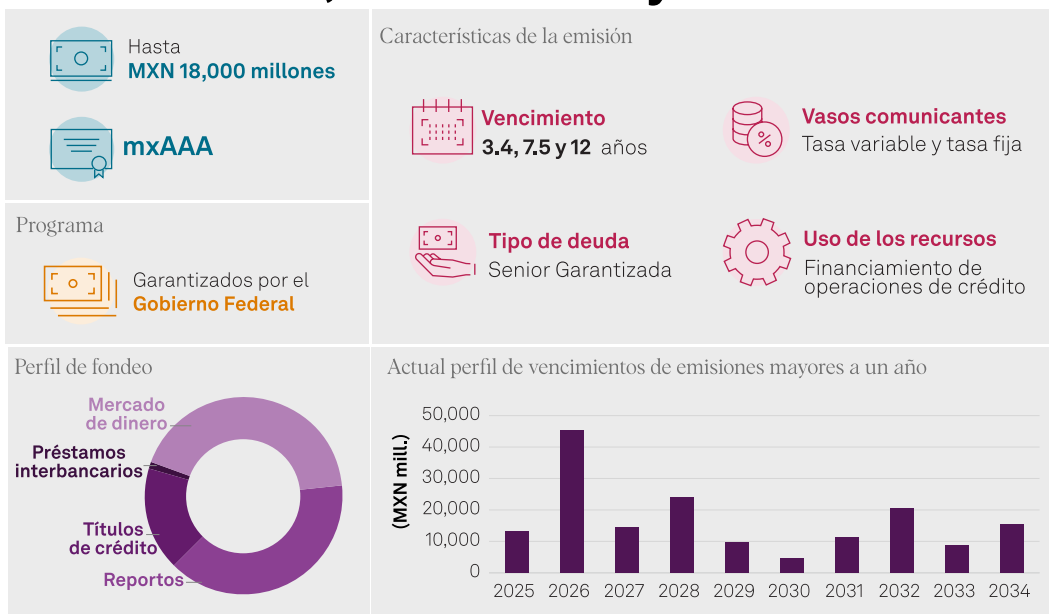 Hasta
MXN 18,000 millones
mxAAA
Programa
Garantizados por el
Gobierno Federal
Características de la emisión
Vencimiento
3.4, 7.5 y 12 años
Vasos comunicantes
Tasa variable y tasa fija
Tipo de deuda
Senior Garantizada
Uso de los recursos
Financiamiento de
operaciones de crédito
Perfil de fondeo
Mercado
de dinero
Préstamos
interbancarios
Títulos
de crédito
Reportos
Actual perfil de vencimientos de emisiones mayores a un año
(MXN mill.)
50,000
40,000
30,000
20,000
10,000
0
2025 2026 2027 2028 2029 2030 2031 2032 2033 2034